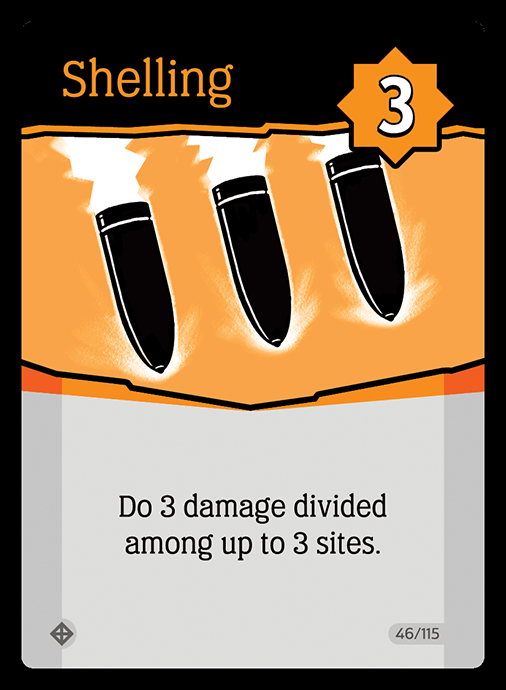 Shelling
3
Do 3 damage divided
among up to 3 sites.
46/115